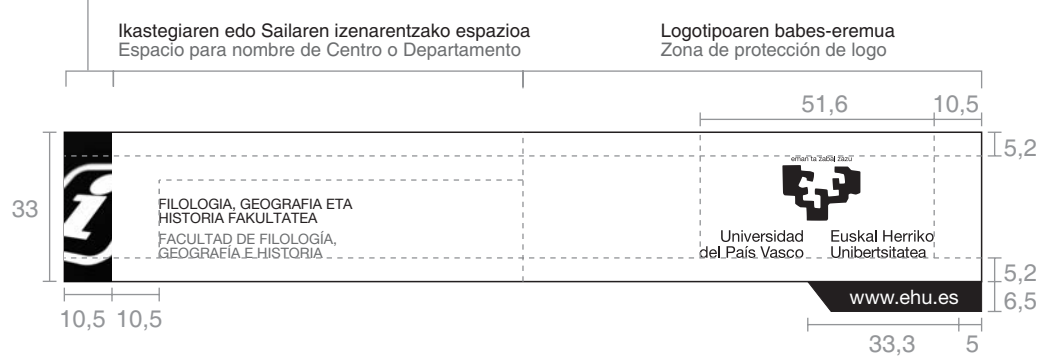 Ikastegiaren edo Sailaren izenarentzako espazioa
Espacio para nombre de Centro o Departamento
Logotipoaren babes-eremua
Zona de protección de logo
51,6
10,5
5,2
33
i
eman ta zabal zazu
FILOLOGIA, GEOGRAFIA ETA
HISTORIA FAKULTATEA
FACULTAD DE FILOLOGÍA,
GEOGRAFÍA E HISTORIA
Universidad
del País Vasco
Euskal Herriko
Unibertsitatea
5,2
www.ehu.es
6,5
10,5
10,5
33,3
5